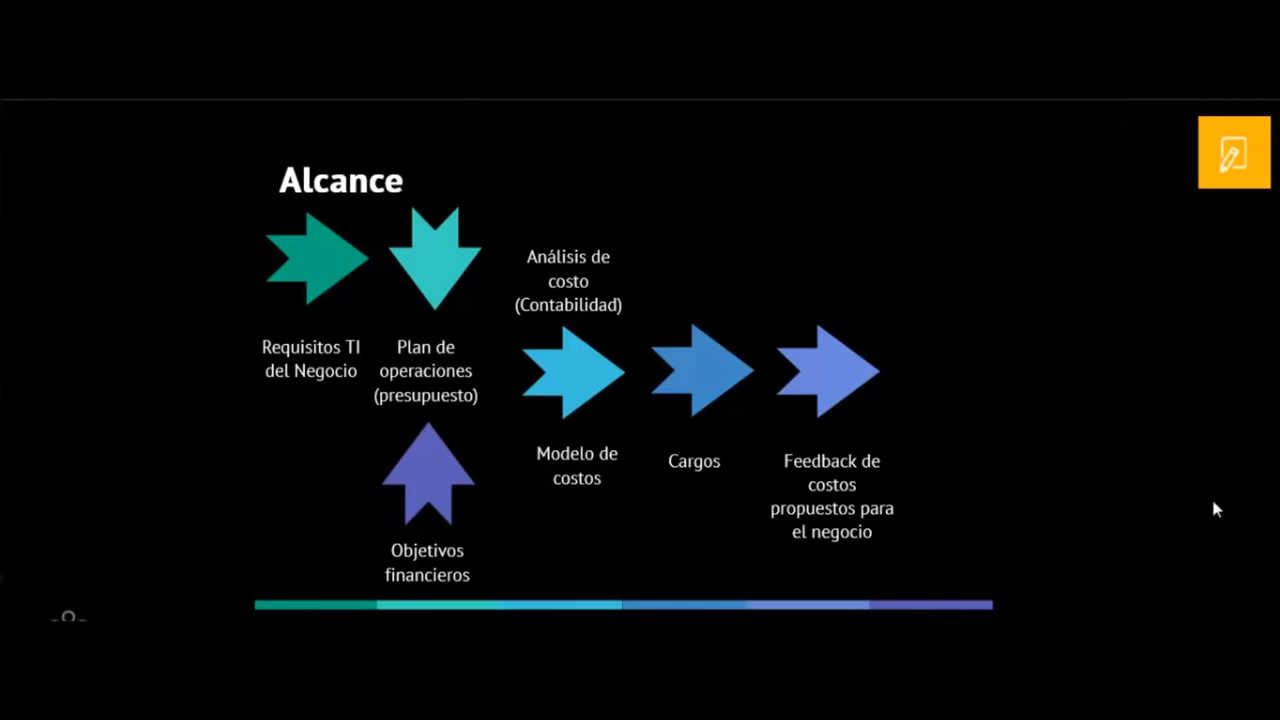 Alcance
Requisitos TI
del Negocio
Plan de
operaciones
(presupuesto)
Objetivos
financieros
Análisis de
costo
(Contabilidad)
Modelo de
costos
Cargos
Feedback de
costos
propuestos para
el negocio